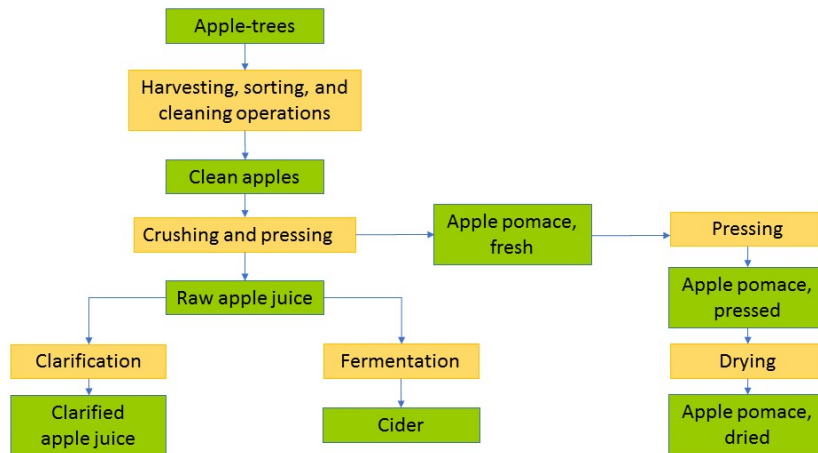 Apple-trees
Harvesting, sorting, and
cleaning operations
Clean apples
Crushing and pressing
Apple pomace,
fresh
Pressing
Raw apple juice
Apple pomace,
pressed
Clarification
Fermentation
Drying
Clarified
apple juice
Cider
Apple pomace,
dried